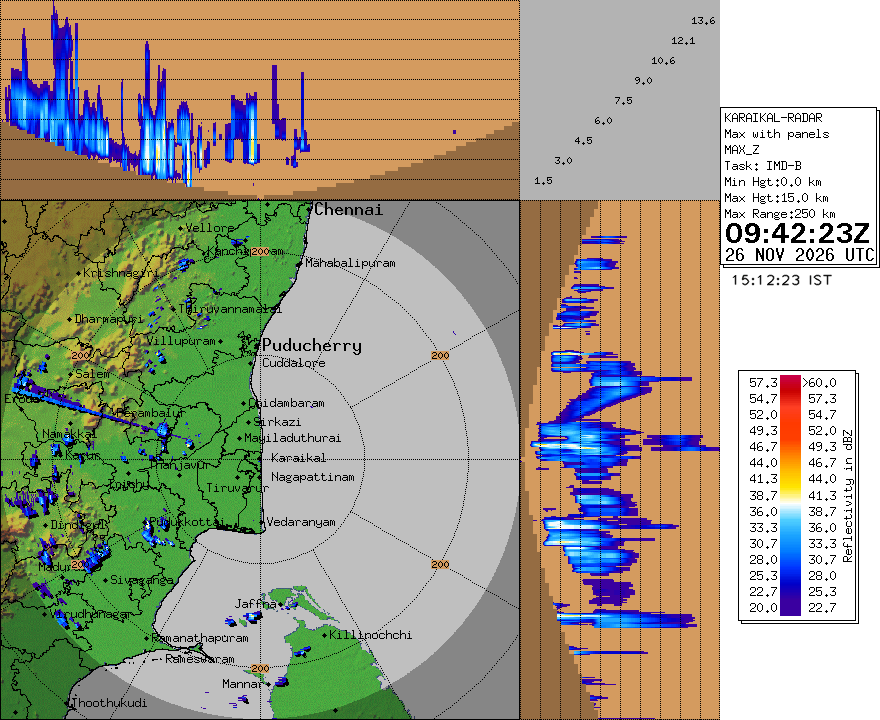 13.6
12.1
10.6
9.0
7.5
6.0
4.5
3.0
1.5
KARAIKAL-RADAR
Max with panels
MAX_Z
Task: IMD-B
Min Hgt:0.0 km
Max Hgt:15.0 km
Max Range:250 km
09:42:23Z
26 NOV 2026 UTC
15:12:23 IST
Chennai
Vellore
200
Mahabalipuram
Krishnagiri
Thiruvannamalai
Dharmapuri
Villupuram
Puducherry
200
200
Cuddalore
Salem
Chidambaram
Perambalur
Sirkazi
Namakkal
Mayiladuthurai
Karur
Karaikal
Thanjavur
Nagapattinam
Tiruvarur
Pudukkottai
Vedaranyam
200
Sivaganga
Jaffna
Virudhunagar
Killinochchi
Ramanathapuram
Rameswaram
200
Mannar
Thoothukudi
57.3 >60.0
54.7 57.3
52.0 54.7
49.3 52.0
46.7 49.3
44.0 46.7
41.3 44.0
38.7 41.3
36.0 38.7
33.3 36.0
30.7 33.3
28.0 30.7
25.3 28.0
22.7 25.3
20.0 22.7
Reflectivity in dBZ